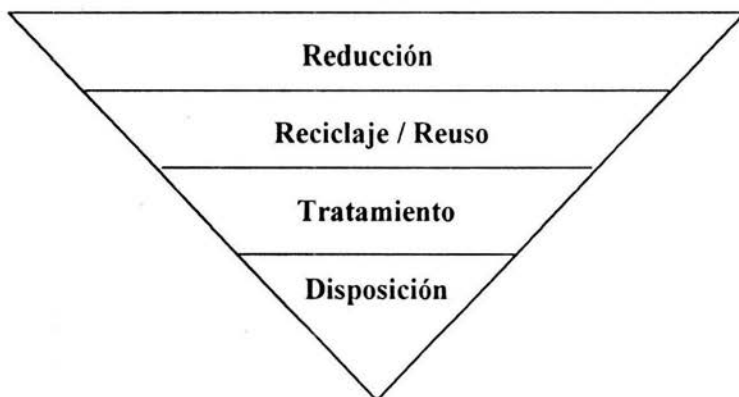 Reducción
Reciclaje / Reuso
Tratamiento
Disposición